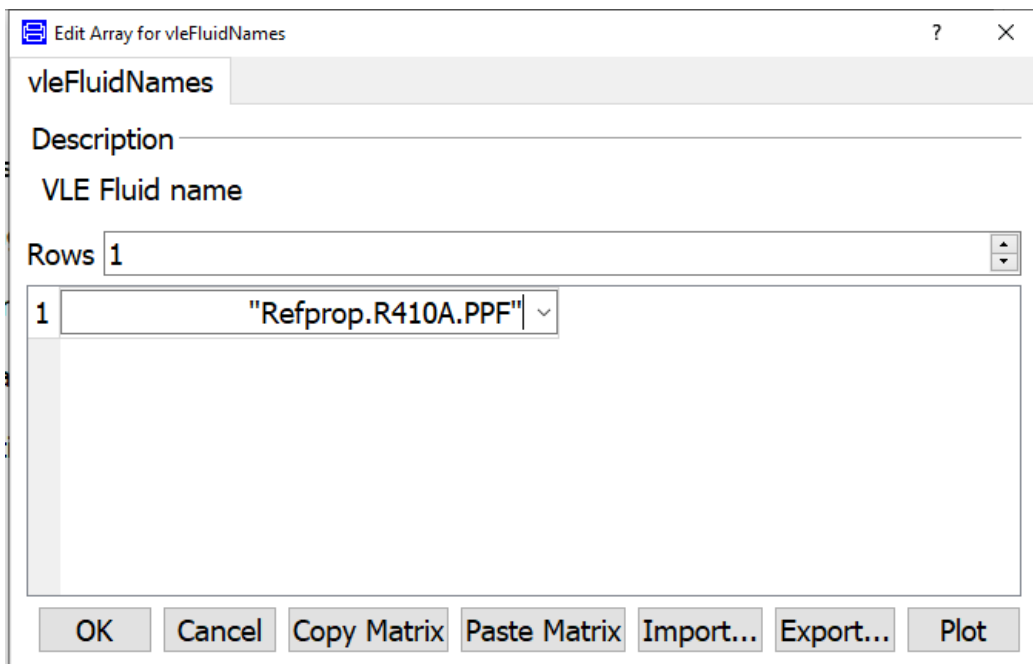 Edit Array for vleFluidNames ?
vleFluidNames
Description
VLE Fluid name
Rows 1
1 "Refprop.R410A.PPF"
OK Cancel Copy Matrix Paste Matrix Import... Export... Plot